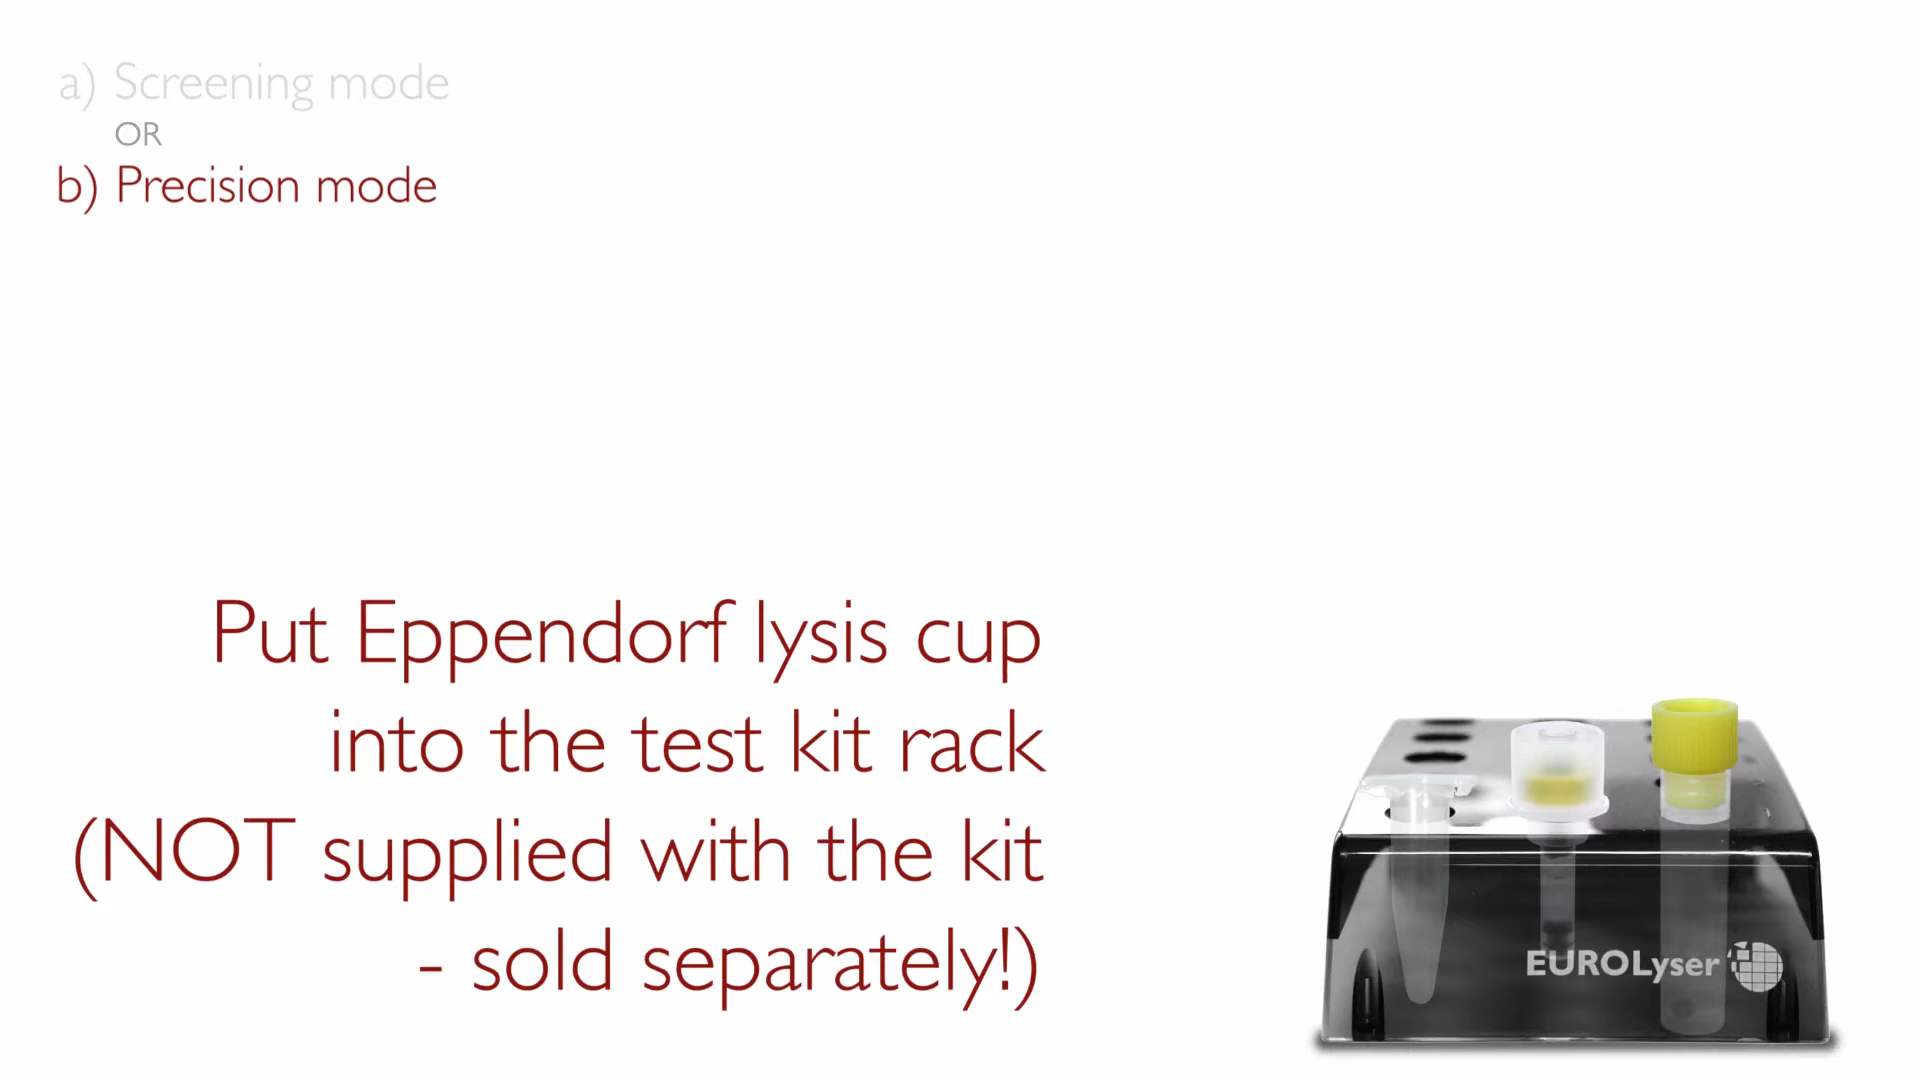 a) Screening mode
OR
b) Precision mode
Put Eppendorf lysis cup
into the test kit rack
(NOT supplied with the kit
- sold separately!)
EUROLyser